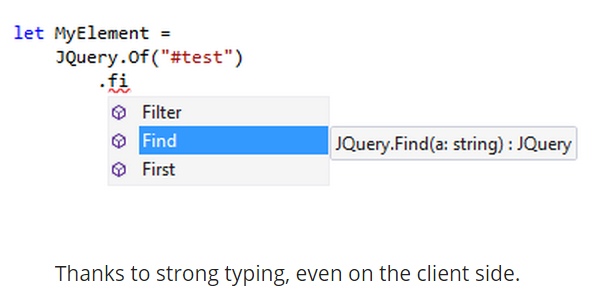 let MyElement =
JQuery.Of("#test")
.fi
Filter
Find
JQuery.Find(a: string) : JQuery
First
Thanks to strong typing, even on the client side.